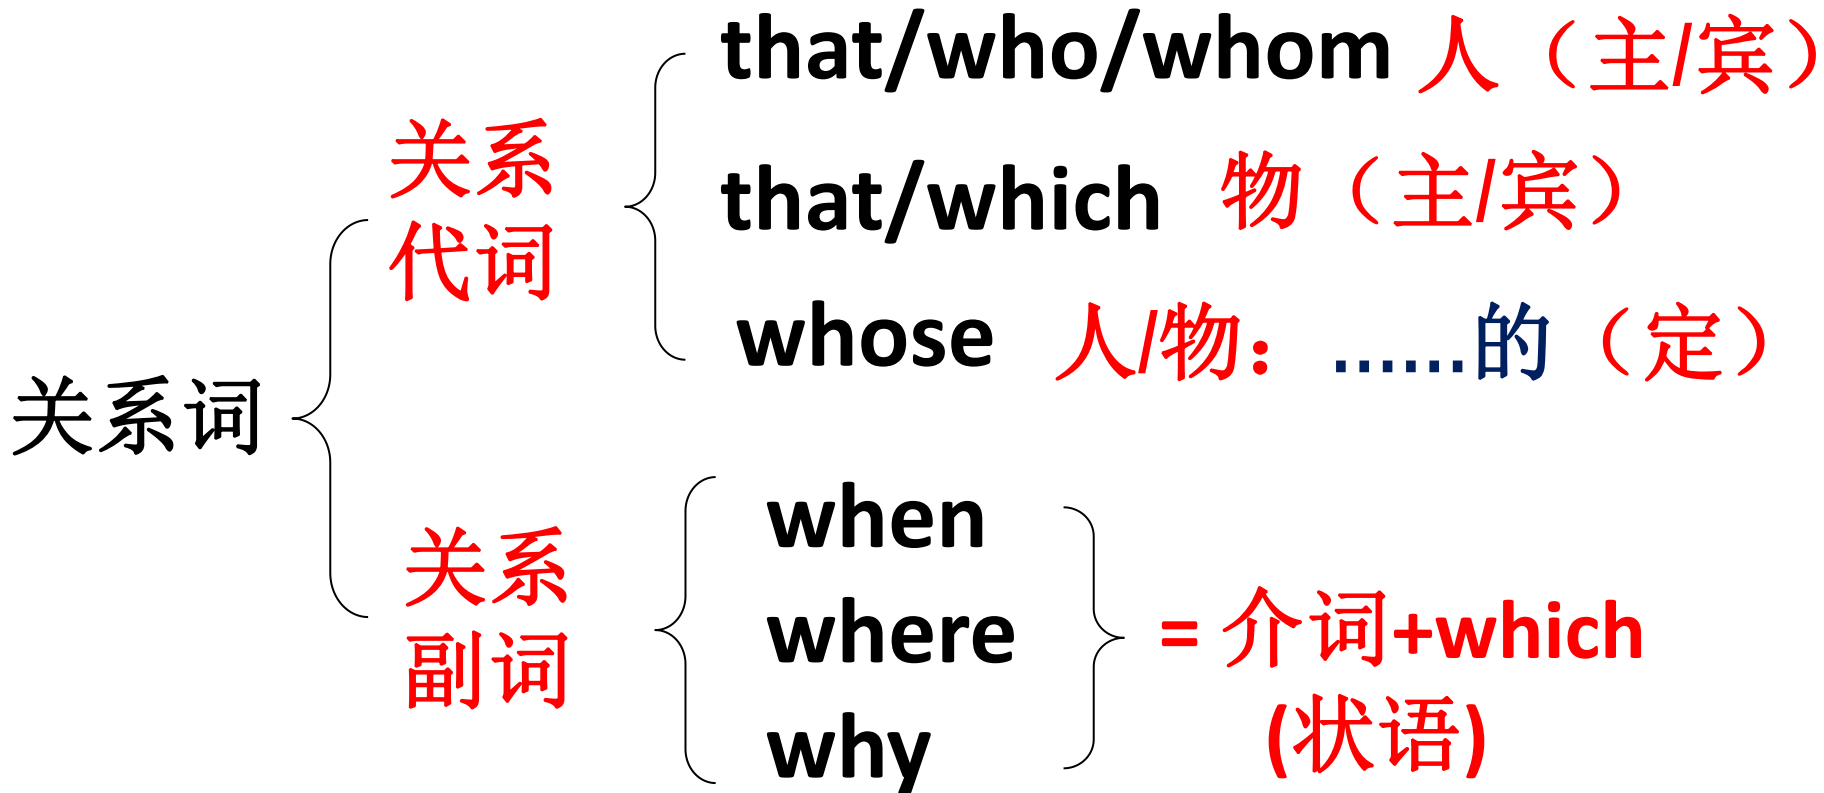 that/who/whom 人（主/宾）
关系
代词
that/which 物（主/宾）
whose 人/物：......的（定）
关系词
when
关系
副词
where
= 介词+which
(状语)
why